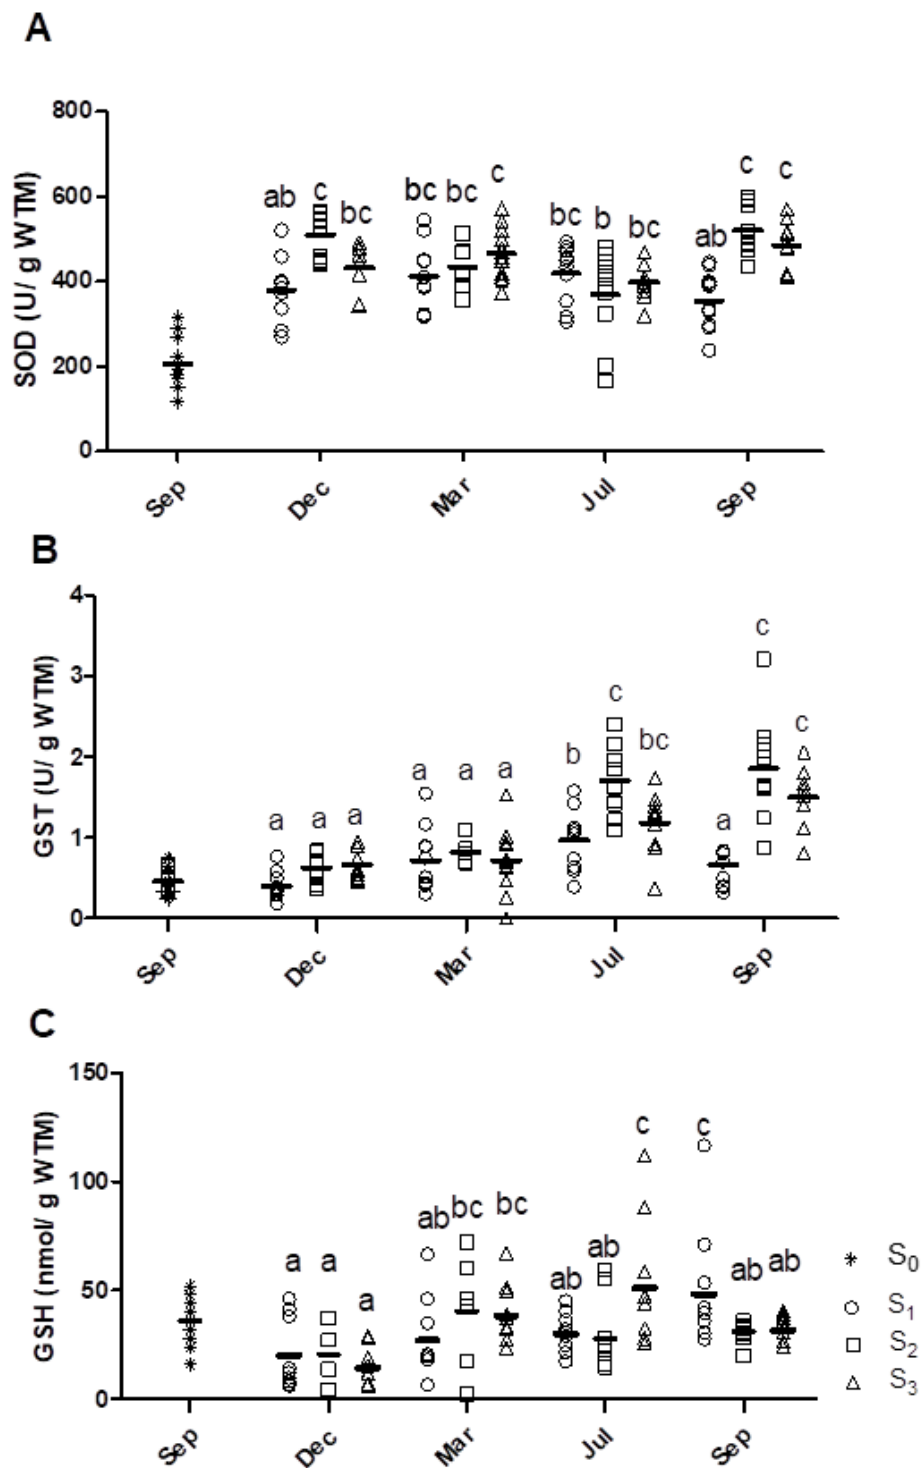 A
SOD (U/ g WTM)
800
600
400
200
0
ab c bc bc bc c bc b bc ab c c
Sep Dec Mar Jul Sep
B
GST (U/ g WTM)
4
3
2
1
0
a a a a a a b c bc a c c
Sep Dec Mar Jul Sep
C
GSH (nmol/ g WTM)
150
100
50
0
a a a ab bc bc ab ab c c ab ab
Sep Dec Mar Jul Sep
S0
S1
S2
S3